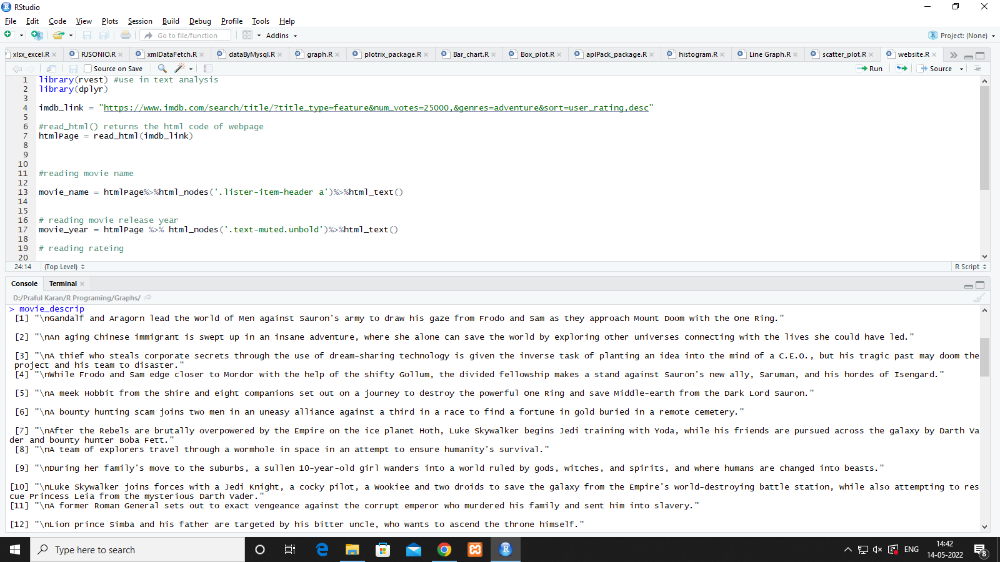 RStudio
File Edit Code View Plots Session Build Debug Profile Tools Help
Go to file/function Addins Project: (None)
xlsx_excel.R RJSONIO.R xmlDataFetch.R dataByMysql.R graph.R plotrix_package.R Bar_chart.R Box_plot.R aplPack_package.R histogram.R Line Graph.R scatter_plot.R website.R
Source on Save Run Source
1 library(rvest) #use in text analysis
2 library(dplyr)
3
4 imdb_link = "https://www.imdb.com/search/title/?title_type=feature&num_votes=25000,&genres=adventure&sort=user_rating,desc"
5
6 #read_html() returns the html code of webpage
7 htmlPage = read_html(imdb_link)
8
9
10
11 #reading movie name
12
13 movie_name = htmlPage%>%html_nodes('.lister-item-header a')%>%html_text()
14
15
16 # reading movie release year
17 movie_year = htmlPage %>% html_nodes('.text-muted.unbold')%>%html_text()
18
19 # reading rateing
20
24:14 (Top Level) R Script
Console Terminal
D:/Praful Karan/R Programing/Graphs/
> movie_descrip
[1] "\nGandalf and Aragorn lead the World of Men against Sauron's army to draw his gaze from Frodo and Sam as they approach Mount Doom with the One Ring."
[2] "\nAn aging Chinese immigrant is swept up in an insane adventure, where she alone can save the world by exploring other universes connecting with the lives she could have led."
[3] "\nA thief who steals corporate secrets through the use of dream-sharing technology is given the inverse task of planting an idea into the mind of a C.E.O., but his tragic past may doom the
project and his team to disaster."
[4] "\nWhile Frodo and Sam edge closer to Mordor with the help of the shifty Gollum, the divided fellowship makes a stand against Sauron's new ally, Saruman, and his hordes of Isengard."
[5] "\nA meek Hobbit from the Shire and eight companions set out on a journey to destroy the powerful One Ring and save Middle-earth from the Dark Lord Sauron."
[6] "\nA bounty hunting scam joins two men in an uneasy alliance against a third in a race to find a fortune in gold buried in a remote cemetery."
[7] "\nAfter the Rebels are brutally overpowered by the Empire on the ice planet Hoth, Luke Skywalker begins Jedi training with Yoda, while his friends are pursued across the galaxy by Darth Va
der and bounty hunter Boba Fett."
[8] "\nA team of explorers travel through a wormhole in space in an attempt to ensure humanity's survival."
[9] "\nDuring her family's move to the suburbs, a sullen 10-year-old girl wanders into a world ruled by gods, witches, and spirits, and where humans are changed into beasts."
[10] "\nLuke Skywalker joins forces with a Jedi Knight, a cocky pilot, a Wookiee and two droids to save the galaxy from the Empire's world-destroying battle station, while also attempting to res
cue Princess Leia from the mysterious Darth Vader."
[11] "\nA former Roman General sets out to exact vengeance against the corrupt emperor who murdered his family and sent him into slavery."
[12] "\nLion prince Simba and his father are targeted by his bitter uncle, who wants to ascend the throne himself."
Type here to search ENG 14:42
14-05-2022 8